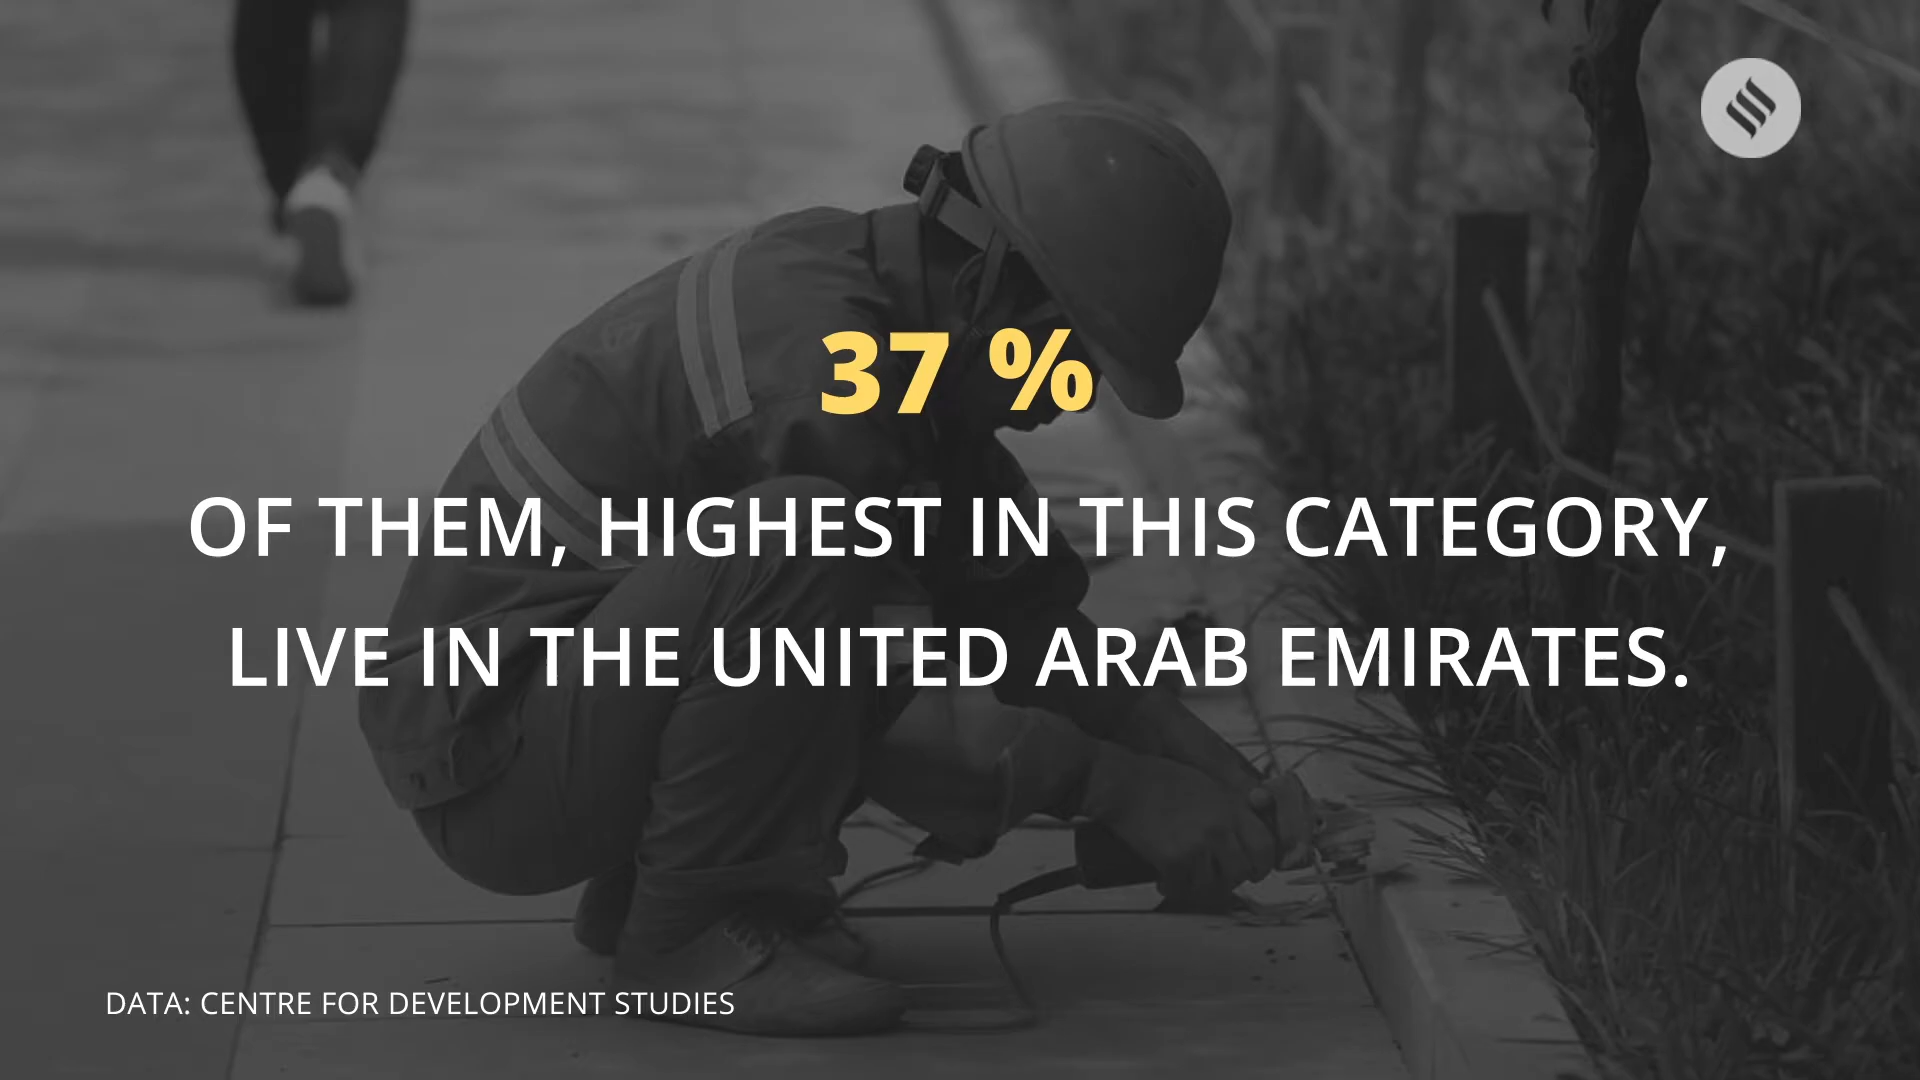 37 %
OF THEM, HIGHEST IN THIS CATEGORY,
LIVE IN THE UNITED ARAB EMIRATES.
DATA: CENTRE FOR DEVELOPMENT STUDIES